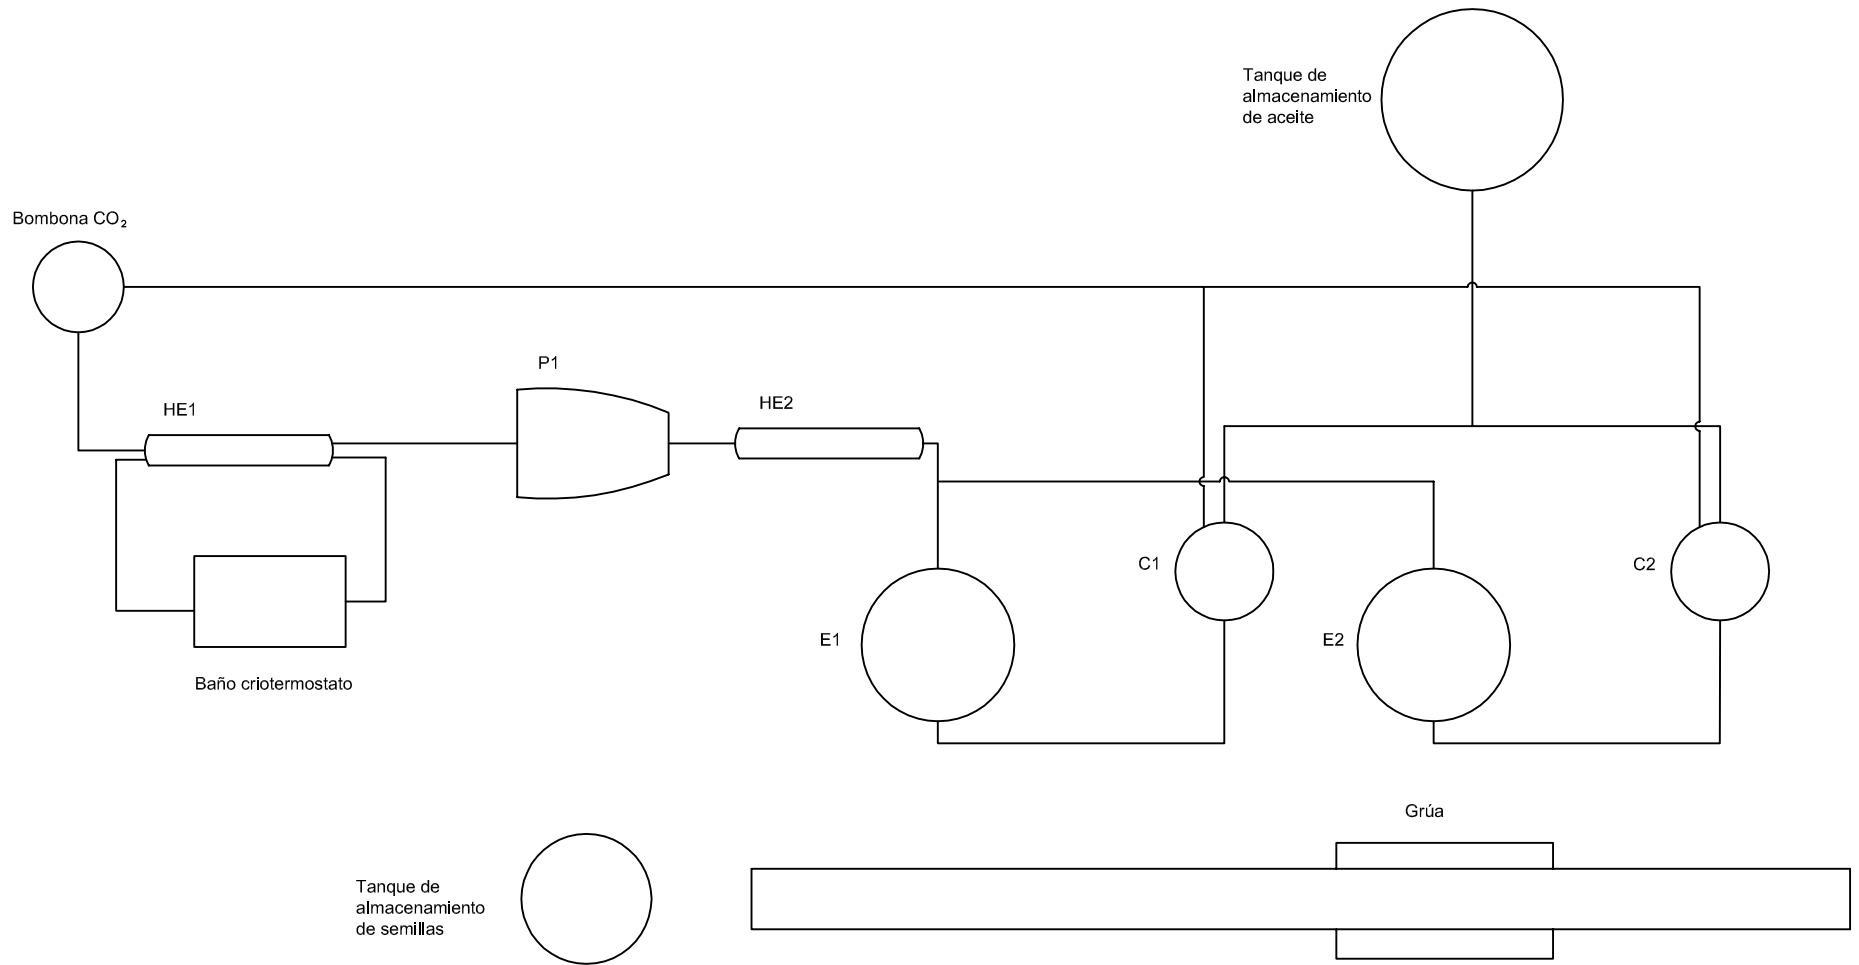 Tanque de
almacenamiento
de aceite
Bombona CO₂
P1
HE1
HE2
C1
C2
E1
E2
Baño criotermostato
Grúa
Tanque de
almacenamiento
de semillas